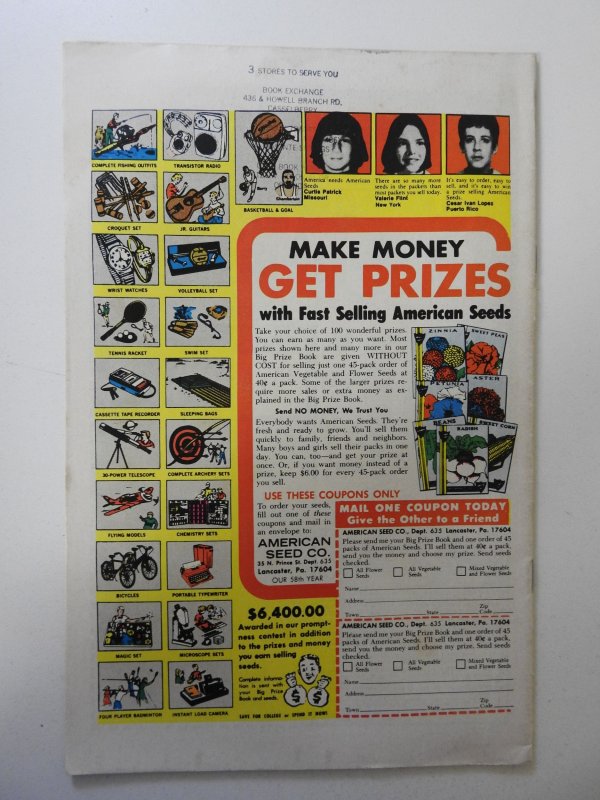 3 STORES TO SERVE YOU
BOOK EXCHANGE
436 & HOWELL BRANCH RD,
CASSELBERRY
BOOK
COMPLETE FISHING OUTFITS
TRANSISTOR RADIO
CROQUET SET
JR. GUITARS
WRIST WATCHES
VOLLEYBALL SET
TENNIS RACKET
SWIM SET
CASSETTE TAPE RECORDER
SLEEPING BAGS
30-POWER TELESCOPE
COMPLETE ARCHERY SETS
FLYING MODELS
CHEMISTRY SETS
BICYCLES
PORTABLE TYPEWRITER
MAGIC SET
MICROSCOPE SETS
FOUR PLAYER BADMINTON
INSTANT LOAD CAMERA
BASKETBALL & GOAL
America needs American
Seeds
Curtis Patrick
Missouri
There are so many more
seeds in the packets than
most packets you sell today.
Valerie Flint
New York
It's easy to order, easy to
sell, and it's easy to win
a prize selling American
Seeds.
Cesar Ivan Lopes
Puerto Rico
MAKE MONEY
GET PRIZES
with Fast Selling American Seeds
Take your choice of 100 wonderful prizes.
You can earn as many as you want. Most
prizes shown here and many more in our
Big Prize Book are given WITHOUT
COST for selling just one 45-pack order of
American Vegetable and Flower Seeds at
40¢ a pack. Some of the larger prizes re-
quire more sales or extra money as ex-
plained in the Big Prize Book.
Send NO MONEY, We Trust You
Everybody wants American Seeds. They're
fresh and ready to grow. You'll sell them
quickly to family, friends and neighbors.
Many boys and girls sell their packs in one
day. You can, too—and get your prize at
once. Or, if you want money instead of a
prize, keep $6.00 for every 45-pack order
you sell.
ZINNIA
SWEET PEAS
PETUNIA
ASTER
BEANS
RADISH
SWEET CORN
USE THESE COUPONS ONLY
To order your seeds,
fill out one of these
coupons and mail in
an envelope to:
AMERICAN
SEED CO.
35 N. Prince St. Dept. 635
Lancaster, Pa. 17604
OUR 58th YEAR
MAIL ONE COUPON TODAY
Give the Other to a Friend
AMERICAN SEED CO., Dept. 635 Lancaster, Pa. 17604
Please send me your Big Prize Book and one order of 45
packs of American Seeds. I'll sell them at 40¢ a pack,
send you the money and choose my prize. Send seeds
checked.
All Flower Seeds
All Vegetable Seeds
Mixed Vegetable and Flower Seeds
Name
Address
Town State Zip Code
AMERICAN SEED CO., Dept. 635 Lancaster, Pa. 17604
Please send me your Big Prize Book and one order of 45
packs of American Seeds. I'll sell them at 40¢ a pack,
send you the money and choose my prize. Send seeds
checked.
All Flower Seeds
All Vegetable Seeds
Mixed Vegetable and Flower Seeds
Name
Address
Town State Zip Code
$6,400.00
Awarded in our prompt-
ness contest in addition
to the prizes and money
you earn selling
seeds.
Complete informa-
tion is sent with
your Big Prize
Book and seeds.
SAVE FOR COLLEGE or SPEND IT NOW!